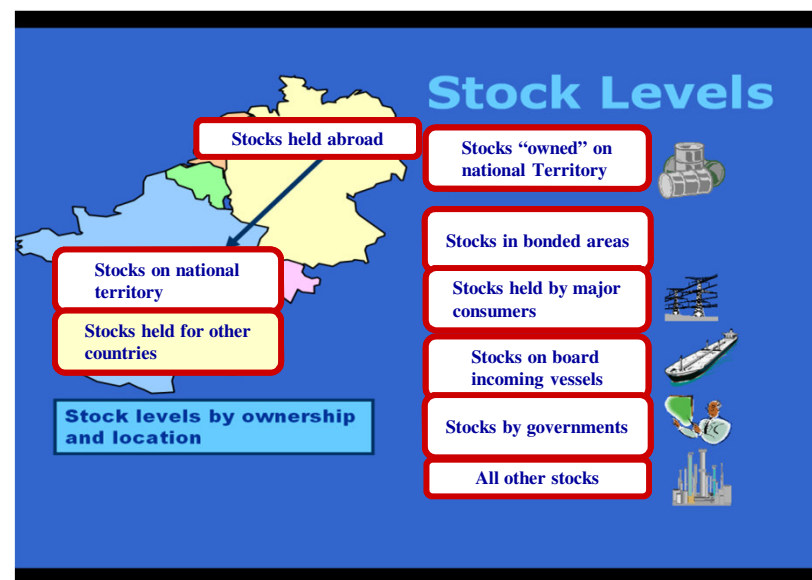 Stock Levels
Stocks held abroad
Stocks “owned” on
national Territory
Stocks in bonded areas
Stocks on national
territory
Stocks held by major
consumers
Stocks held for other
countries
Stocks on board
incoming vessels
Stock levels by ownership
and location
Stocks by governments
All other stocks